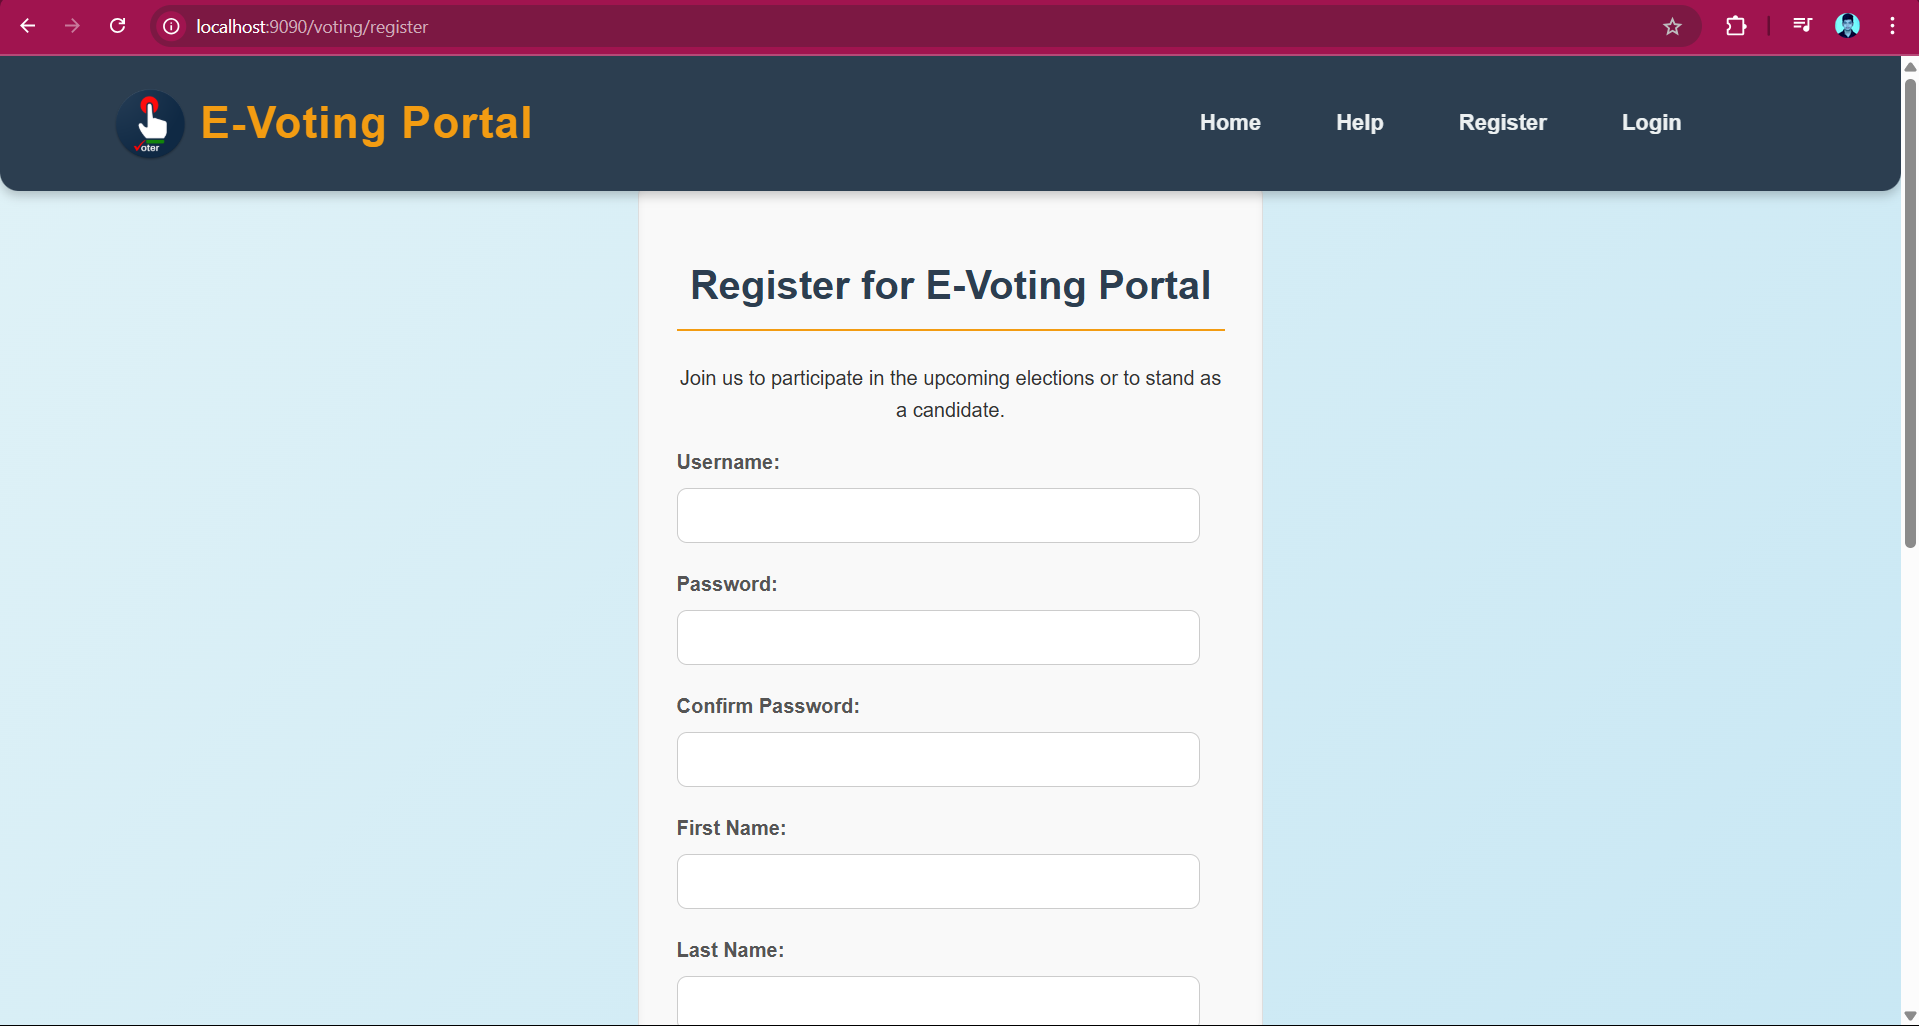 localhost:9090/voting/register
oter
E-Voting Portal
Home
Help
Register
Login
Register for E-Voting Portal
Join us to participate in the upcoming elections or to stand as
a candidate.
Username:
Password:
Confirm Password:
First Name:
Last Name: